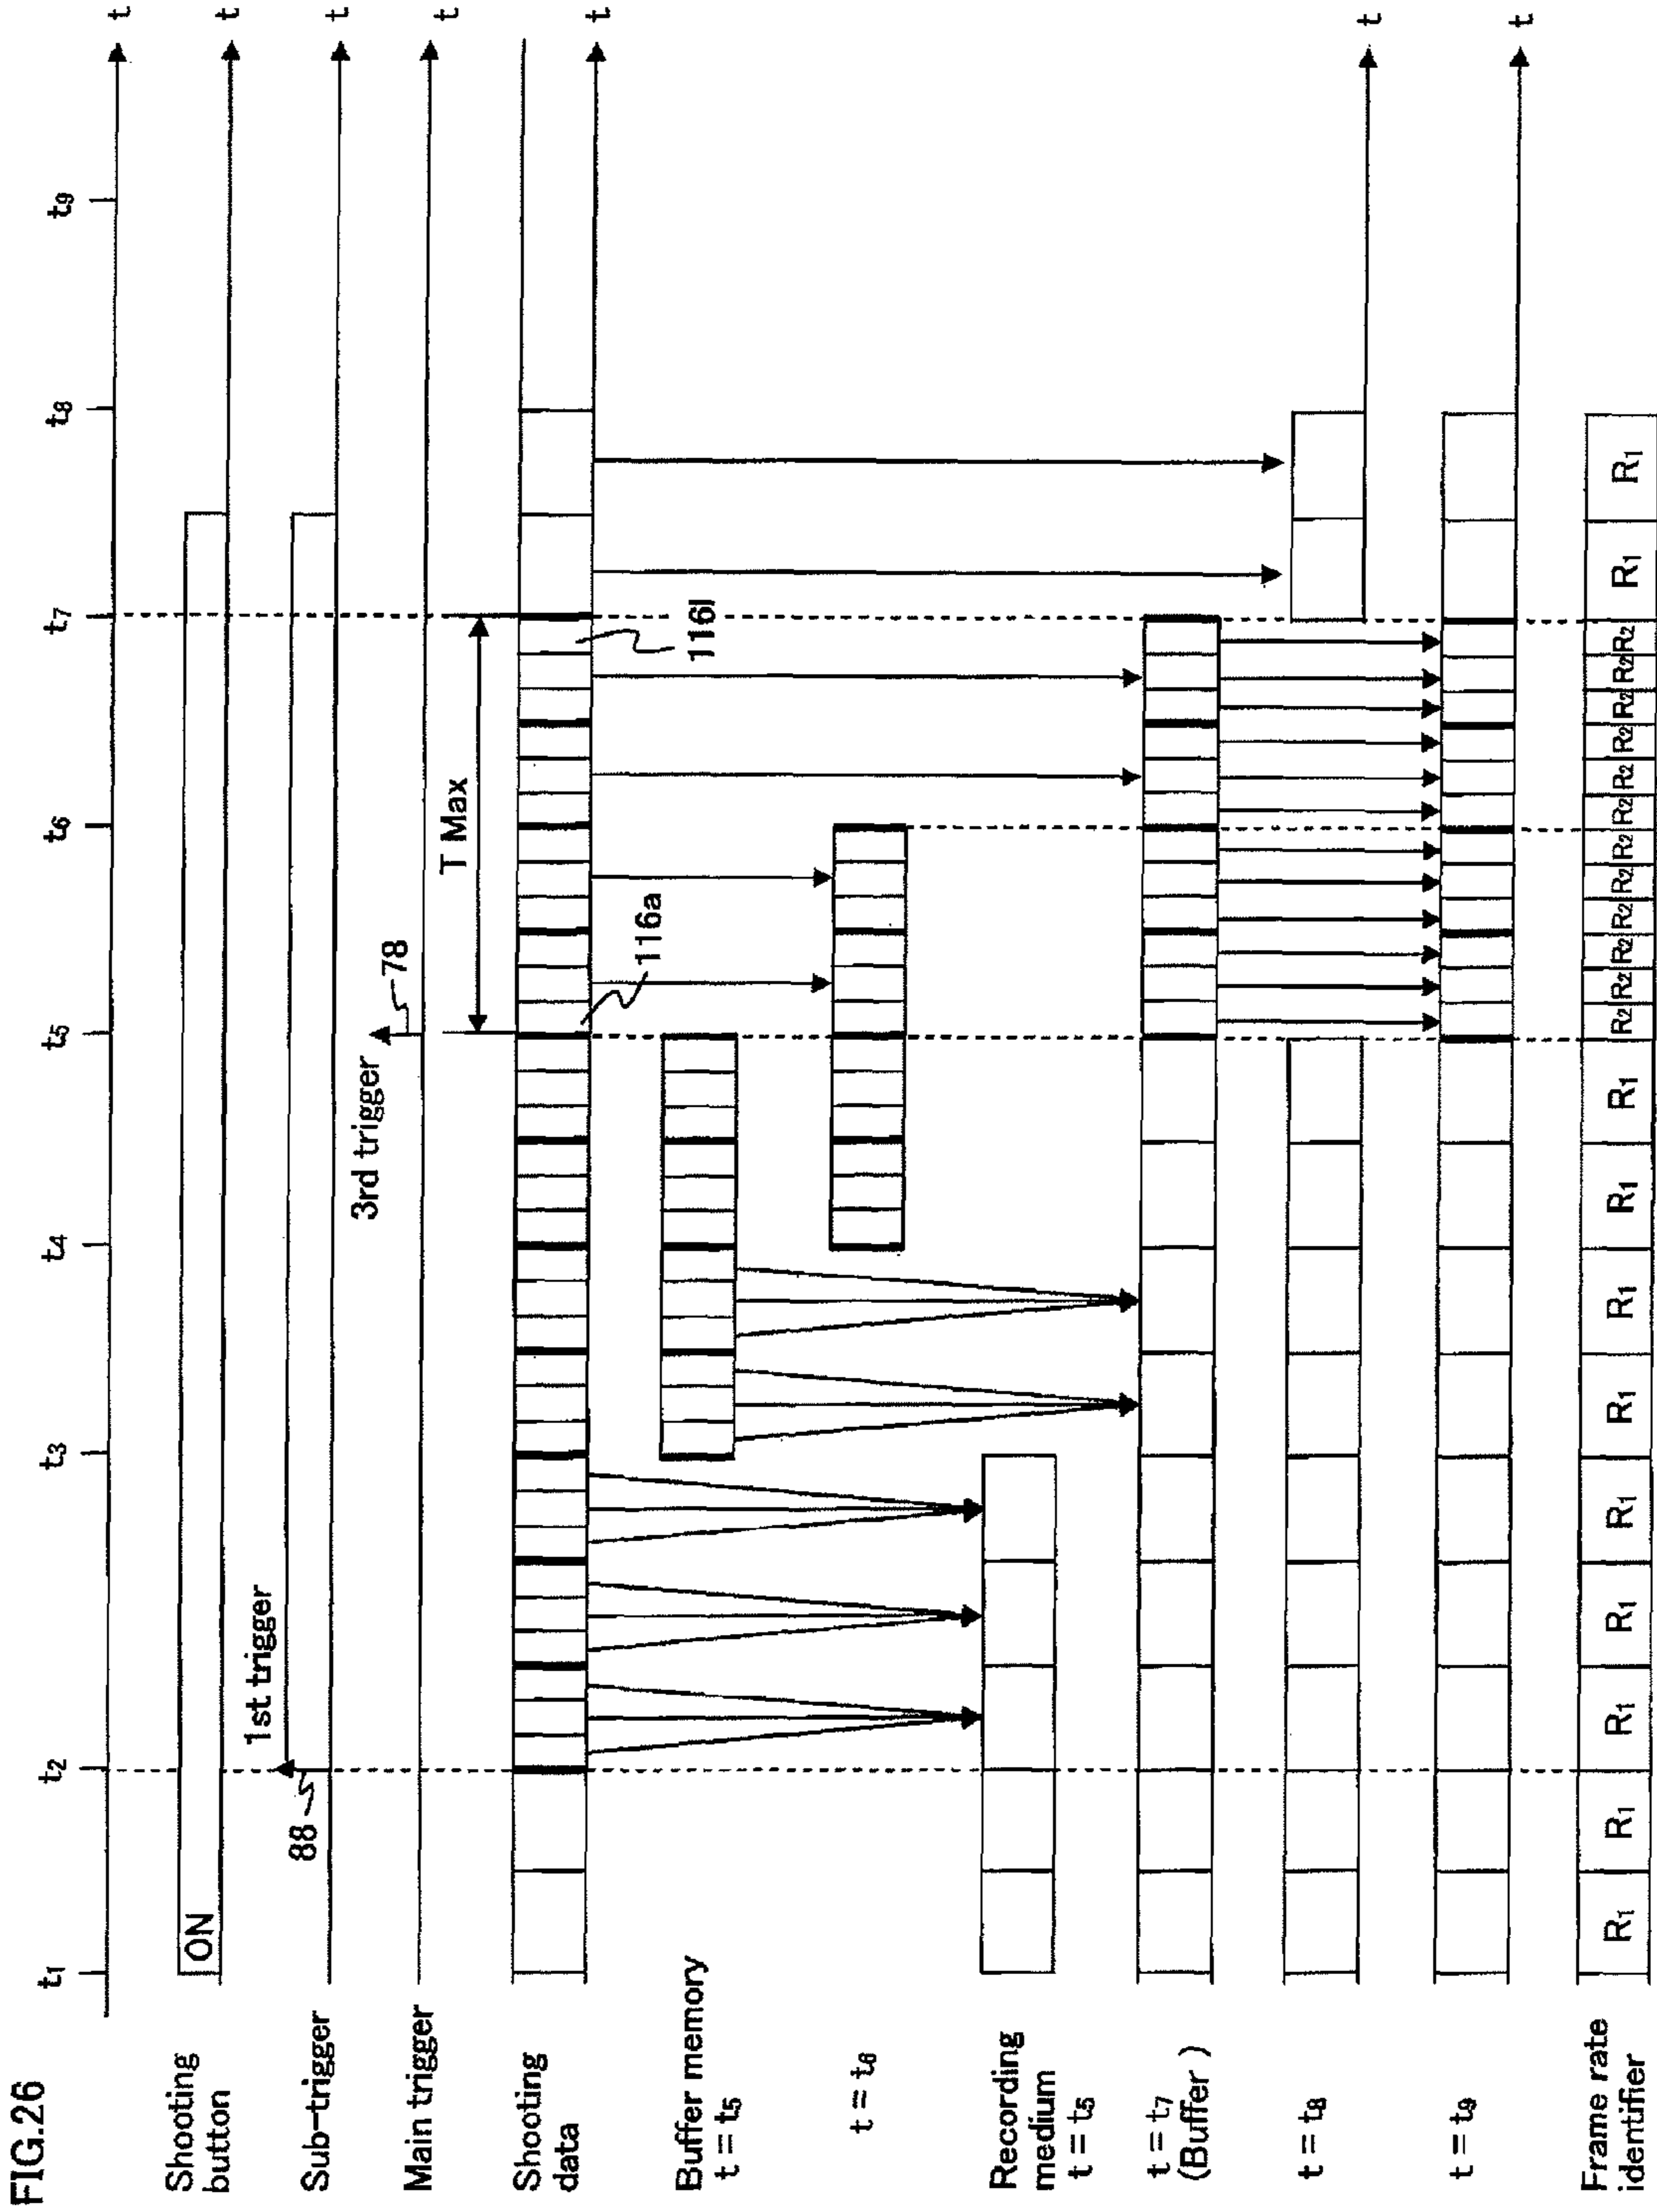 FIG.26
t1 t2 t3 t4 t5 t6 t7 t8 t9 t
Shooting
button
ON
t
Sub-trigger
88
1st trigger
t
Main trigger
3rd trigger
78
t
T Max
Shooting
data
116a
116l
t
Buffer memory
t = t5
t = t6
Recording
medium
t = t5
t = t7
(Buffer)
t = t8
t
t = t9
t
Frame rate
identifier
R1 R1 R1 R1 R1 R1 R1 R1 R1 R2 R2 R2 R2 R2 R2 R2 R2 R2 R2 R2 R2 R1 R1